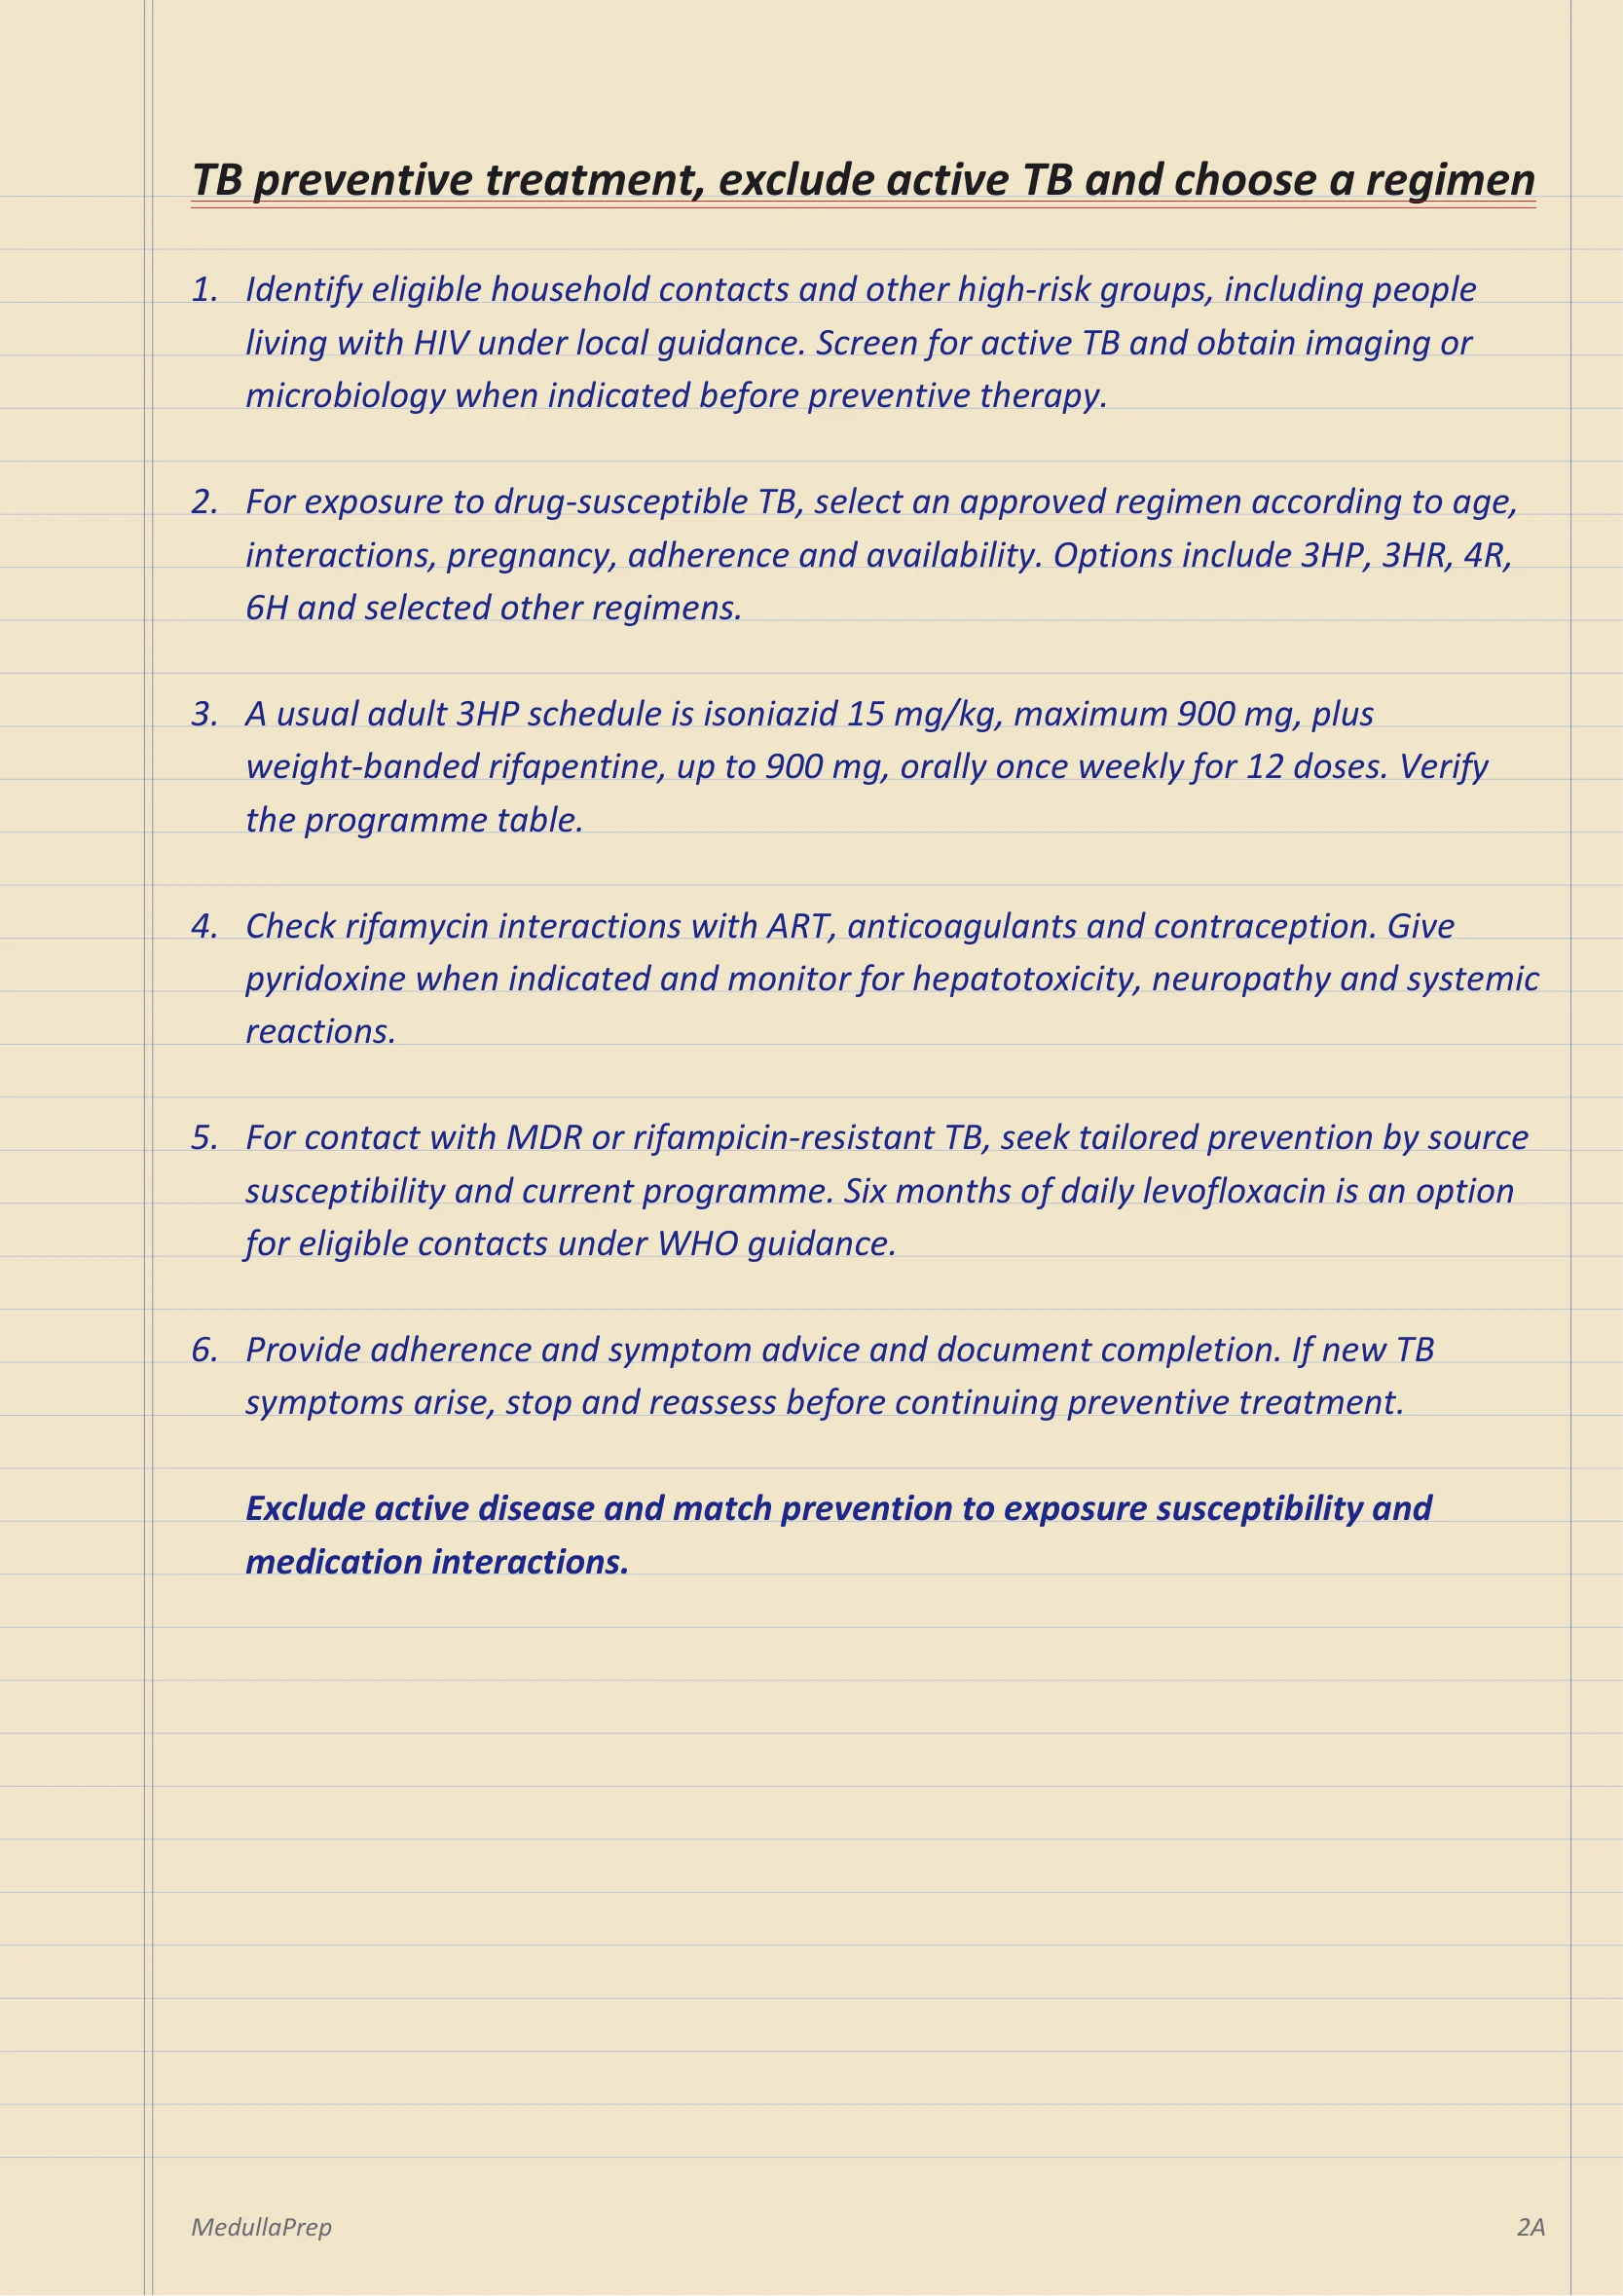 TB preventive treatment, exclude active TB and choose a regimen
1. Identify eligible household contacts and other high-risk groups, including people
living with HIV under local guidance. Screen for active TB and obtain imaging or
microbiology when indicated before preventive therapy.
2. For exposure to drug-susceptible TB, select an approved regimen according to age,
interactions, pregnancy, adherence and availability. Options include 3HP, 3HR, 4R,
6H and selected other regimens.
3. A usual adult 3HP schedule is isoniazid 15 mg/kg, maximum 900 mg, plus
weight-banded rifapentine, up to 900 mg, orally once weekly for 12 doses. Verify
the programme table.
4. Check rifamycin interactions with ART, anticoagulants and contraception. Give
pyridoxine when indicated and monitor for hepatotoxicity, neuropathy and systemic
reactions.
5. For contact with MDR or rifampicin-resistant TB, seek tailored prevention by source
susceptibility and current programme. Six months of daily levofloxacin is an option
for eligible contacts under WHO guidance.
6. Provide adherence and symptom advice and document completion. If new TB
symptoms arise, stop and reassess before continuing preventive treatment.
Exclude active disease and match prevention to exposure susceptibility and
medication interactions.
MedullaPrep
2A